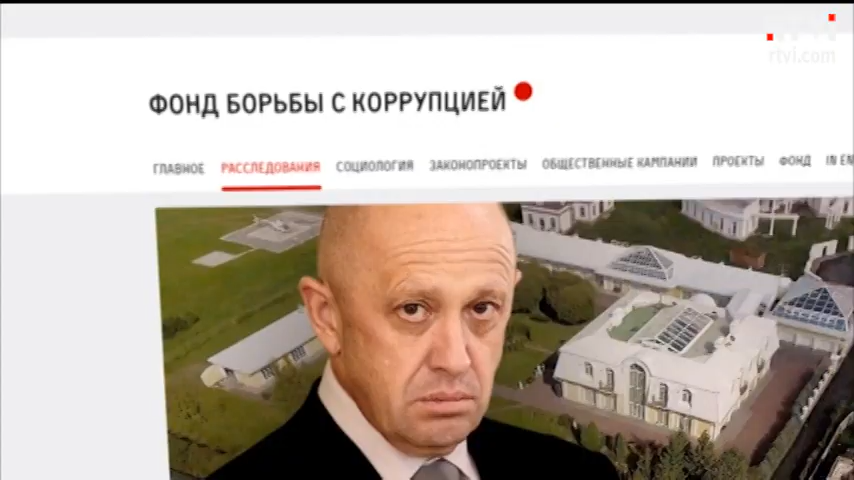 rtvi.com
ФОНД БОРЬБЫ С КОРРУПЦИЕЙ
ГЛАВНОЕ РАССЛЕДОВАНИЯ СОЦИОЛОГИЯ ЗАКОНОПРОЕКТЫ ОБЩЕСТВЕННЫЕ КАМПАНИИ ПРОЕКТЫ ФОНД IN EN